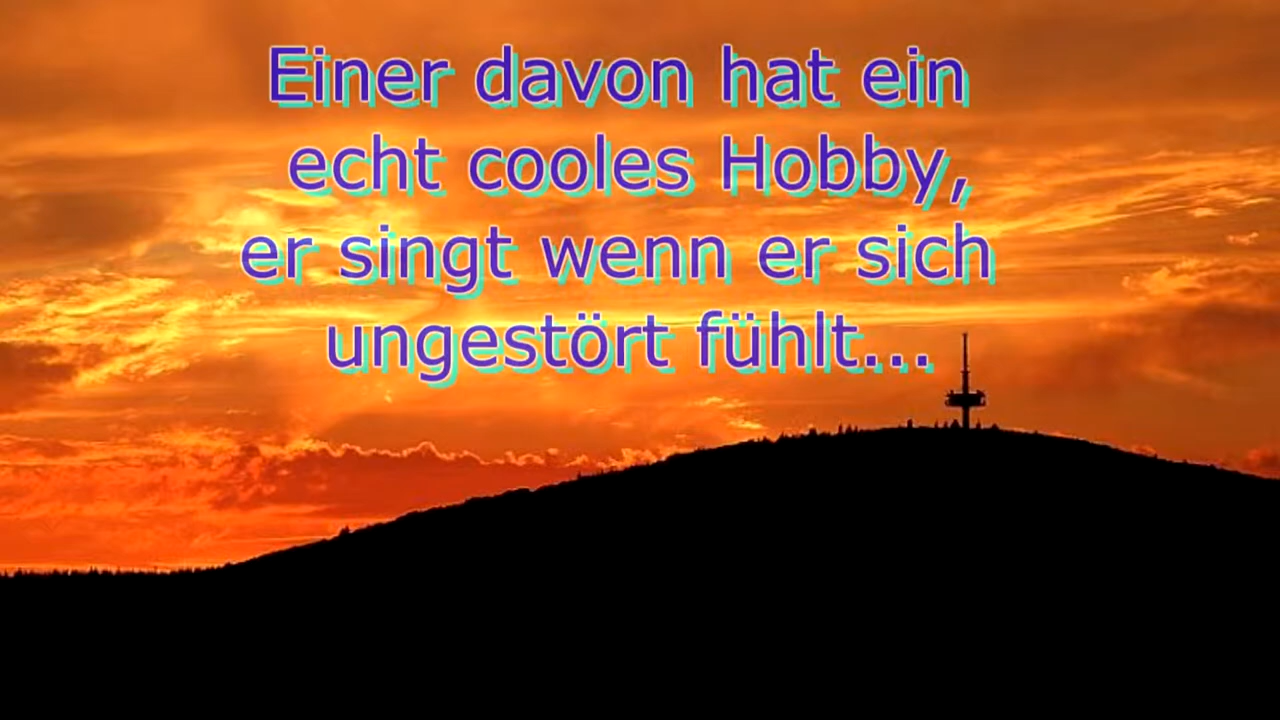 Einer davon hat ein
echt cooles Hobby,
er singt wenn er sich
ungestört fühlt...